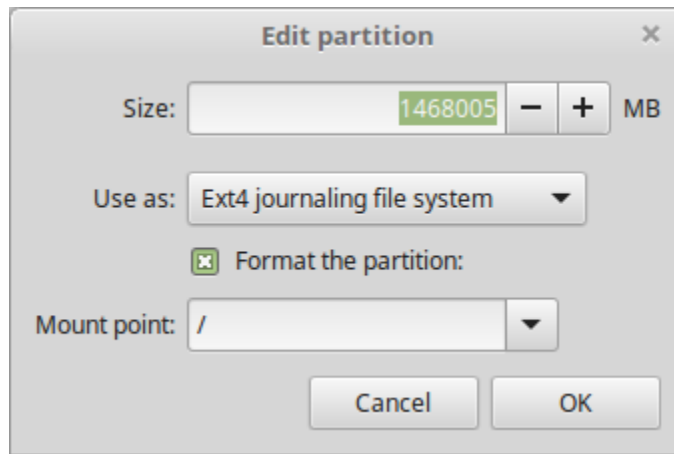 Edit partition
Size: 1468005 MB
Use as: Ext4 journaling file system
Format the partition:
Mount point: /
Cancel OK